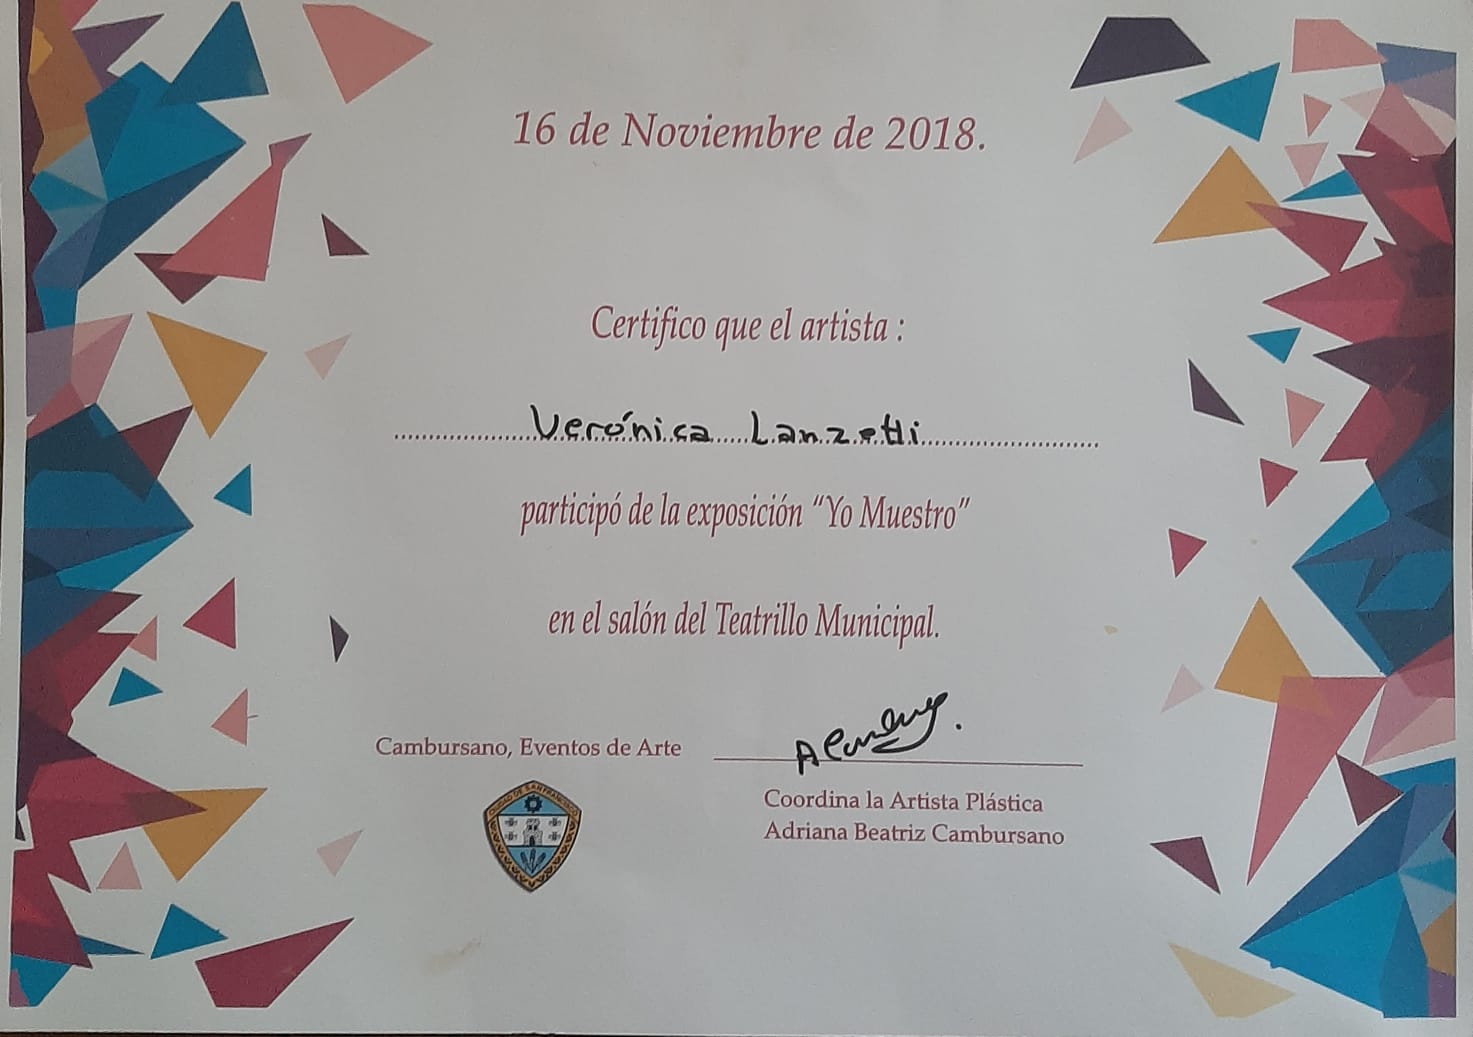 16 de Noviembre de 2018.
Certifico que el artista :
Verónica Lanzetti
participó de la exposición “Yo Muestro”
en el salón del Teatrillo Municipal.
Cambursano, Eventos de Arte
Coordina la Artista Plástica
Adriana Beatriz Cambursano
CIUDAD DE SAN FRANCISCO